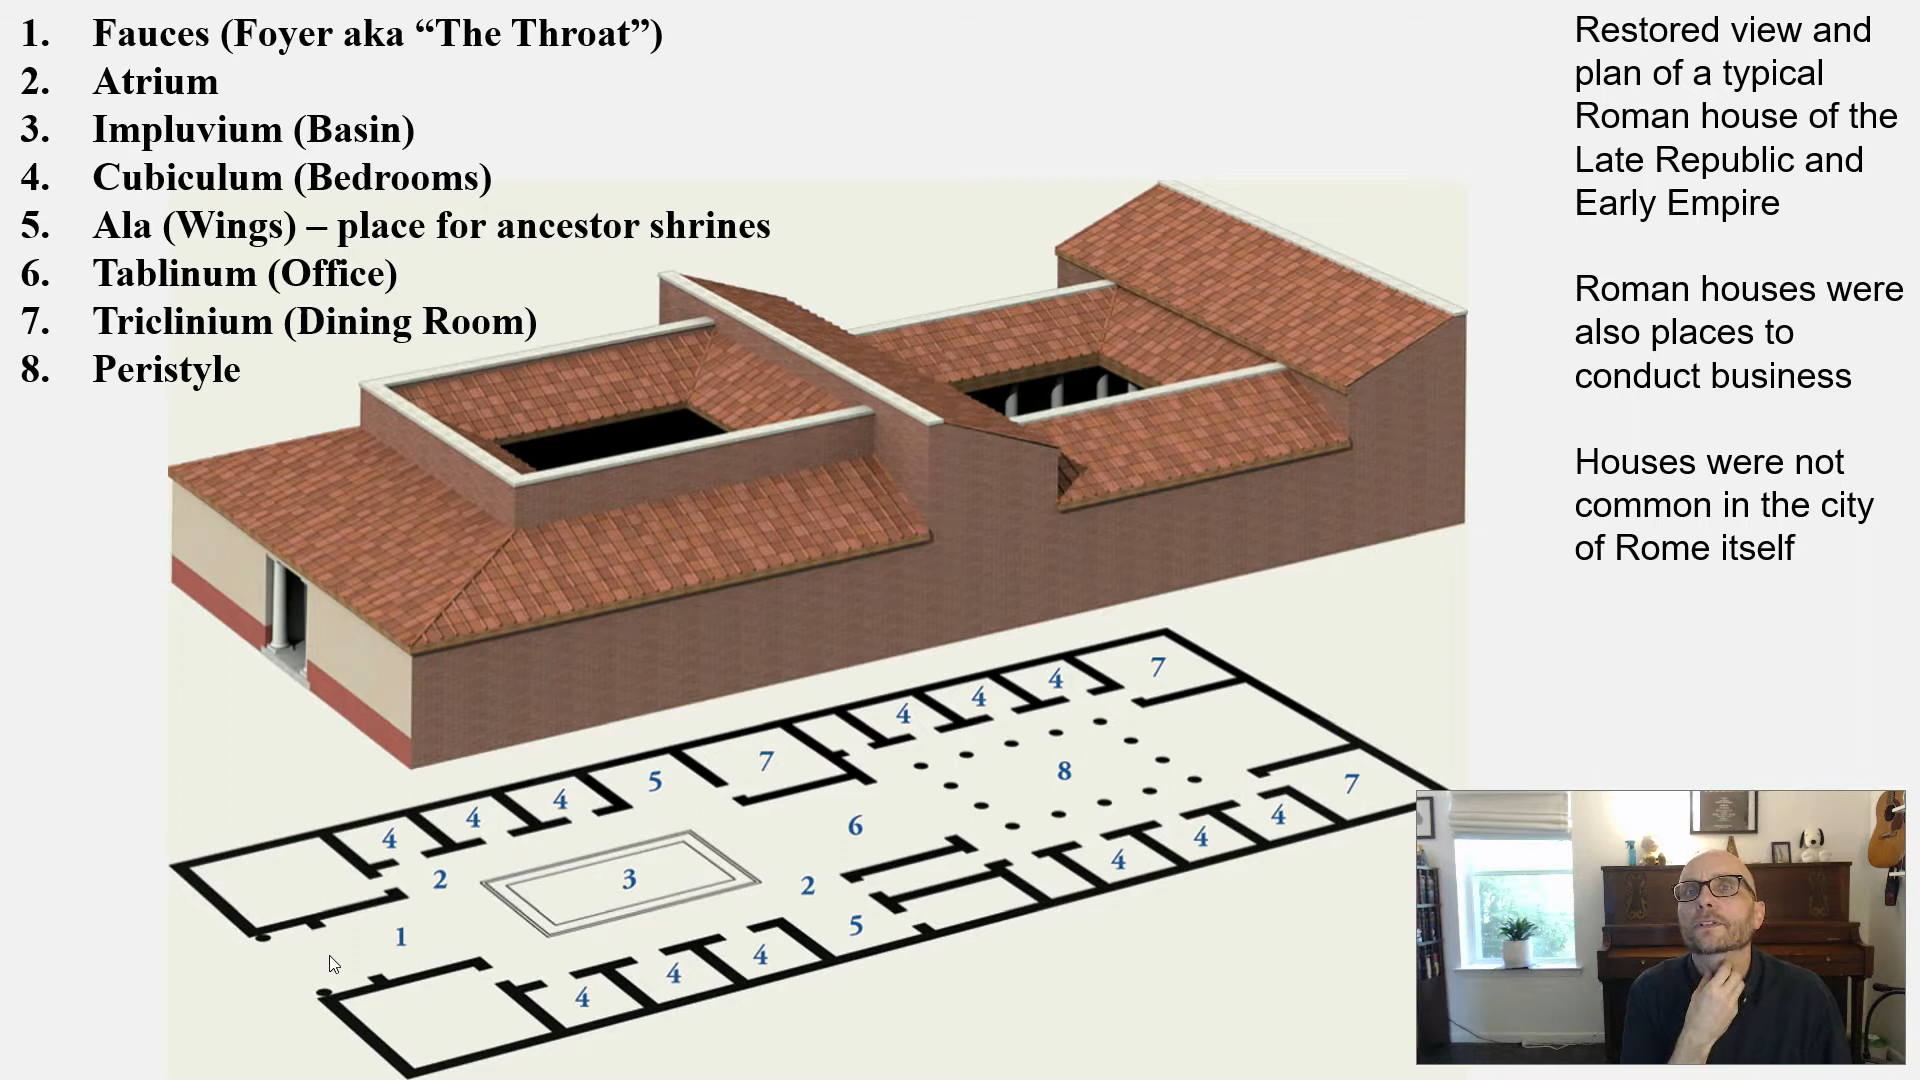 1. Fauces (Foyer aka “The Throat”)
2. Atrium
3. Impluvium (Basin)
4. Cubiculum (Bedrooms)
5. Ala (Wings) – place for ancestor shrines
6. Tablinum (Office)
7. Triclinium (Dining Room)
8. Peristyle
Restored view and
plan of a typical
Roman house of the
Late Republic and
Early Empire
Roman houses were
also places to
conduct business
Houses were not
common in the city
of Rome itself
7
4
4
4
7
5
4
4
4
8
7
6
4
4
4
2
3
2
5
1
4
4
4